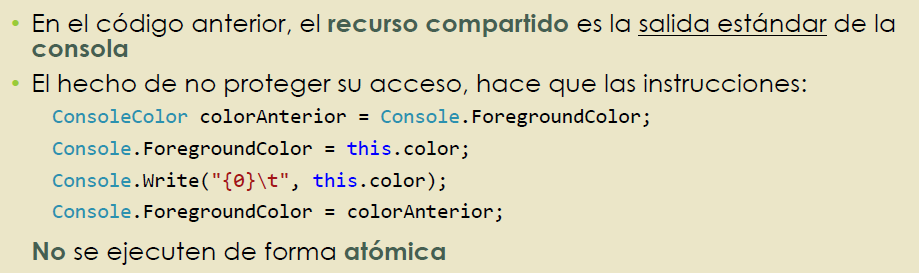 • En el código anterior, el recurso compartido es la salida estándar de la
consola
• El hecho de no proteger su acceso, hace que las instrucciones:
ConsoleColor colorAnterior = Console.ForegroundColor;
Console.ForegroundColor = this.color;
Console.Write("{0}\t", this.color);
Console.ForegroundColor = colorAnterior;
No se ejecuten de forma atómica